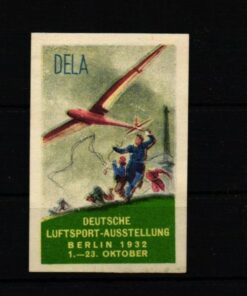 DELA
DEUTSCHE
LUFTSPORT-AUSSTELLUNG
BERLIN 1932
1.—23. OKTOBER